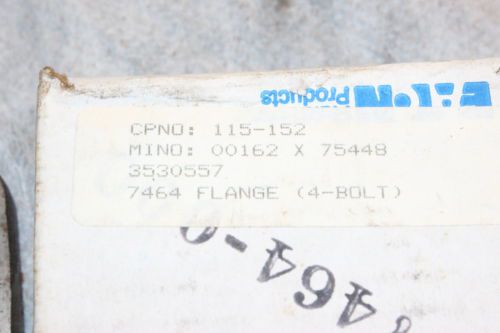 EATON
Products
CPNO: 115-152
MINO: 00162 X 75448
3530557
7464 FLANGE (4-BOLT)